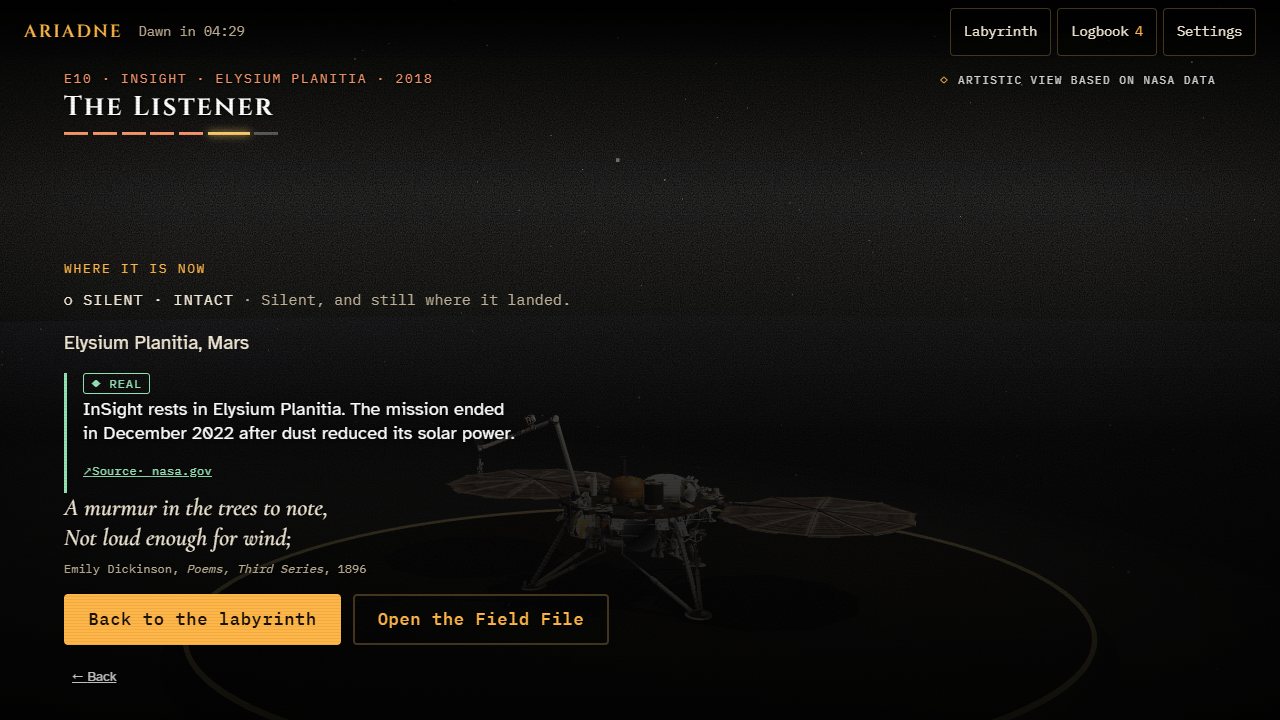 ARIADNE Dawn in 04:29 Labyrinth Logbook 4 Settings
E10 · INSIGHT · ELYSIUM PLANITIA · 2018
◇ ARTISTIC VIEW BASED ON NASA DATA
The Listener
WHERE IT IS NOW
○ SILENT · INTACT · Silent, and still where it landed.
Elysium Planitia, Mars
◆ REAL
InSight rests in Elysium Planitia. The mission ended
in December 2022 after dust reduced its solar power.
↗Source· nasa.gov
A murmur in the trees to note,
Not loud enough for wind;
Emily Dickinson, Poems, Third Series, 1896
Back to the labyrinth Open the Field File
← Back